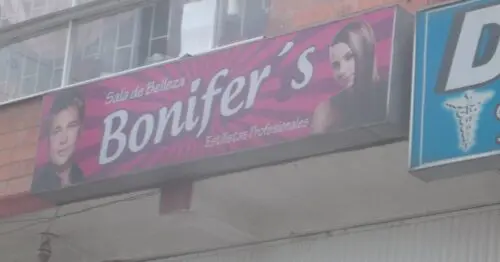 Sala de Belleza
Bonifer´s
Estilistas Profesionales
D
S